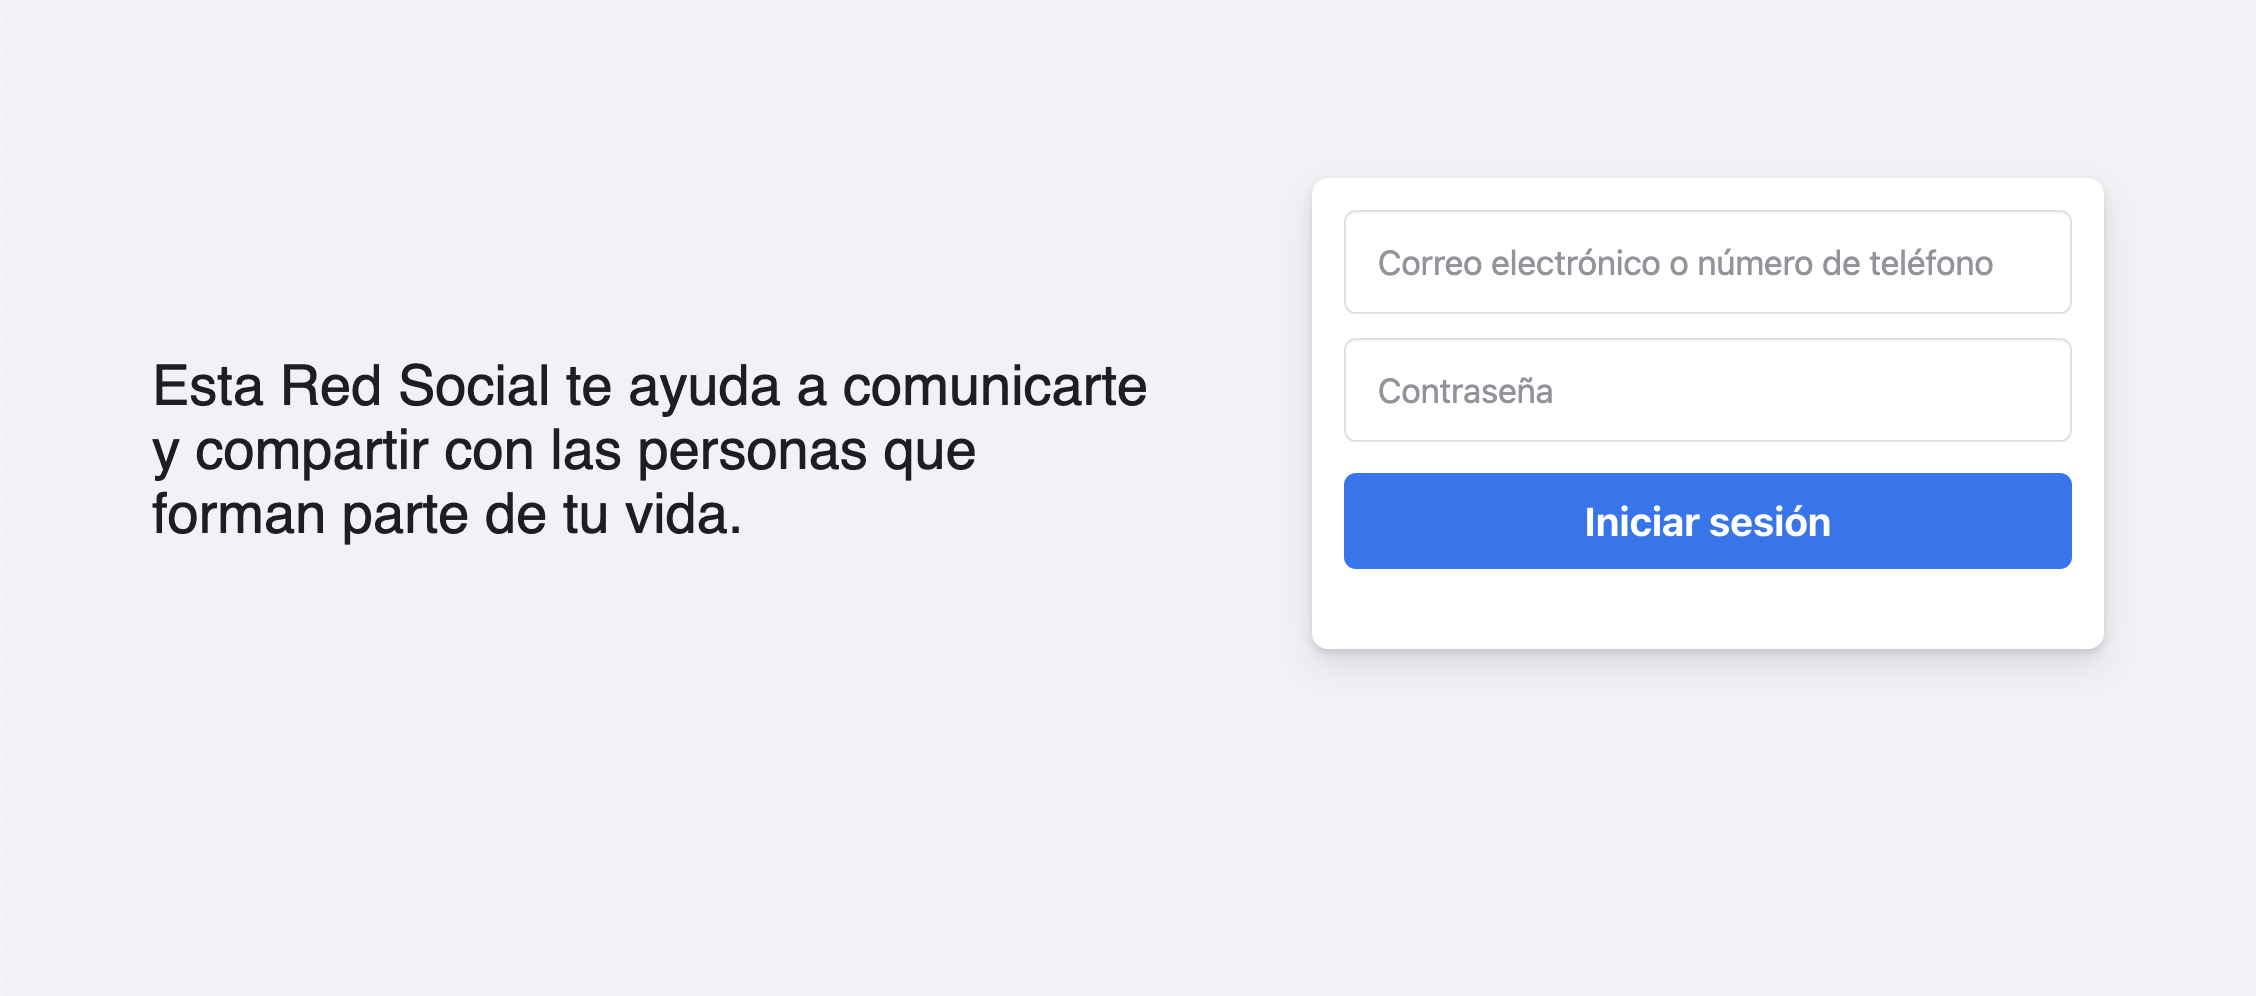 Esta Red Social te ayuda a comunicarte
y compartir con las personas que
forman parte de tu vida.
Correo electrónico o número de teléfono
Contraseña
Iniciar sesión